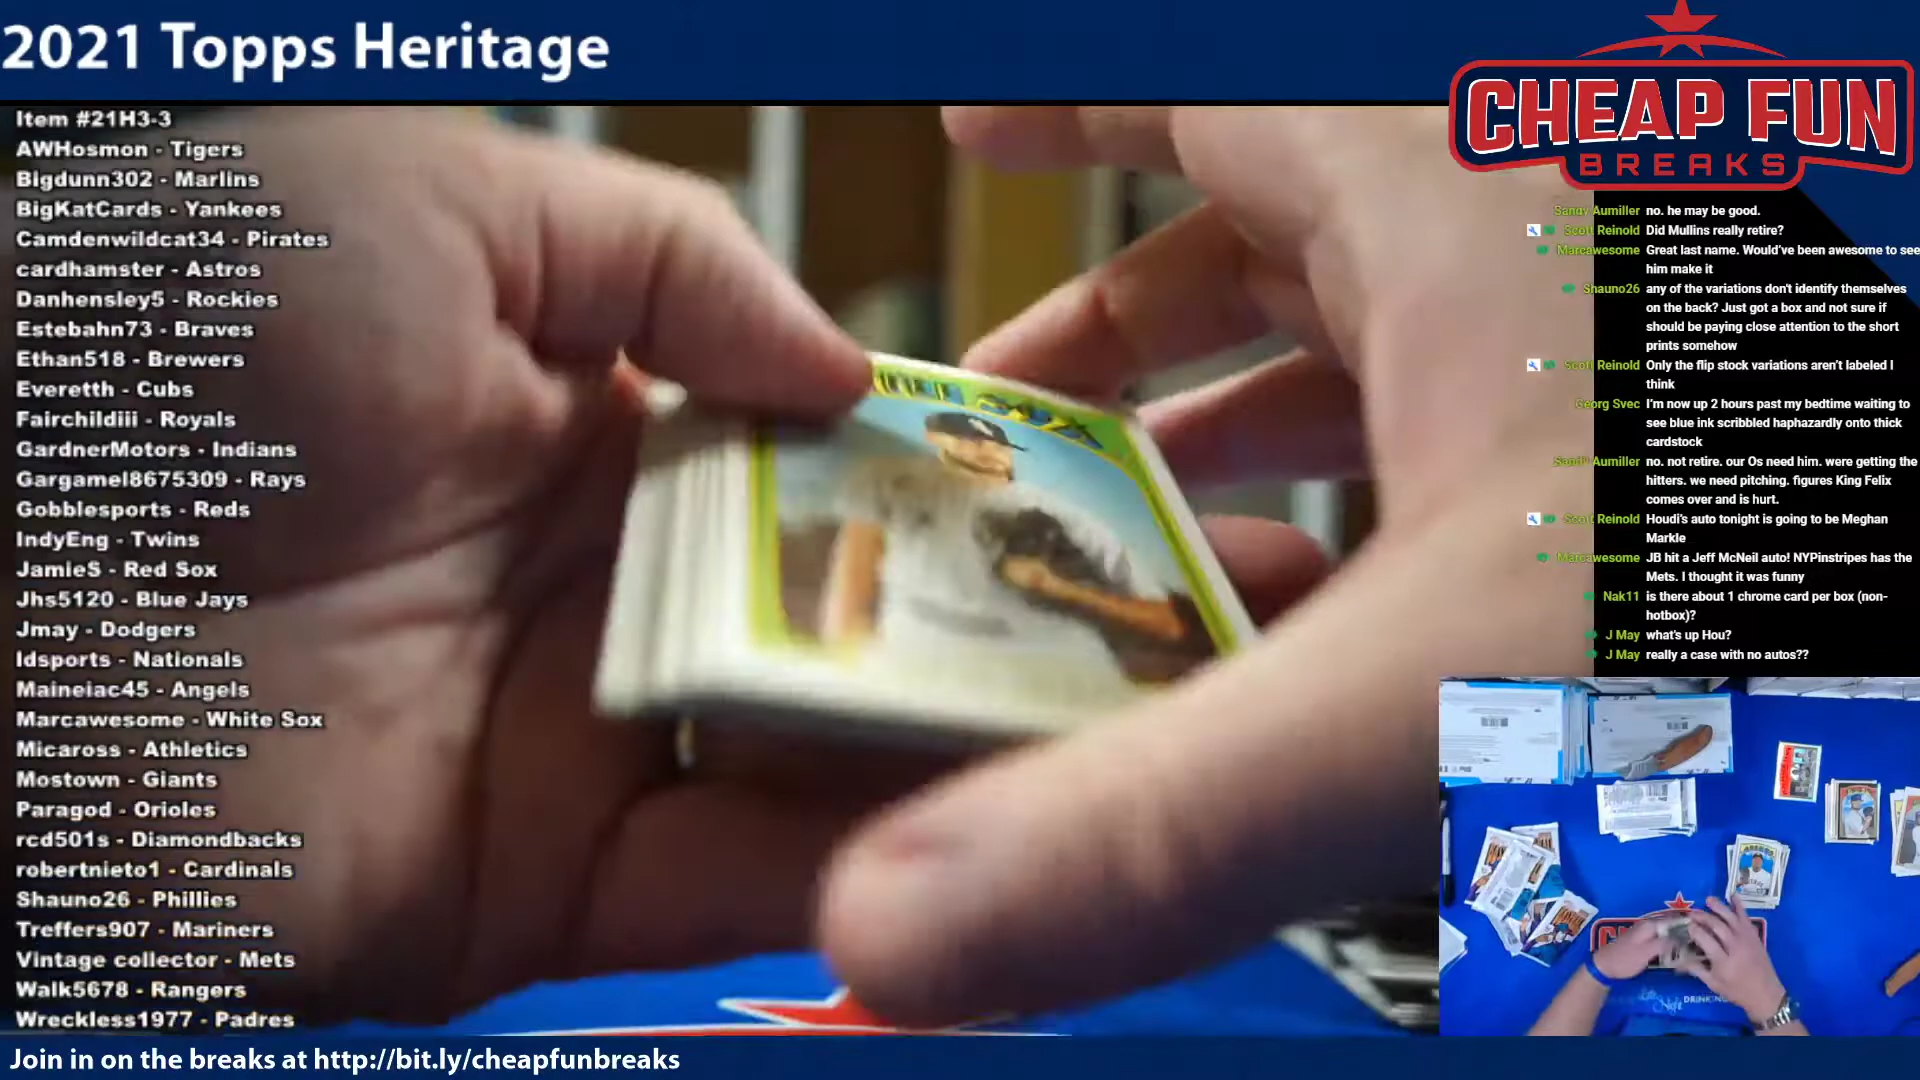 2021 Topps Heritage
Item #21H3-3
AWHosmon - Tigers
Bigdunn302 - Marlins
BigKatCards - Yankees
Camdenwildcat34 - Pirates
cardhamster - Astros
Danhensley5 - Rockies
Estebahn73 - Braves
Ethan518 - Brewers
Everetth - Cubs
Fairchildiii - Royals
GardnerMotors - Indians
Gargamel8675309 - Rays
Gobblesports - Reds
IndyEng - Twins
JamieS - Red Sox
Jhs5120 - Blue Jays
Jmay - Dodgers
ldsports - Nationals
Maineiac45 - Angels
Marcawesome - White Sox
Micaross - Athletics
Mostown - Giants
Paragod - Orioles
rcd501s - Diamondbacks
robertnieto1 - Cardinals
Shauno26 - Phillies
Treffers907 - Mariners
Vintage collector - Mets
Walk5678 - Rangers
Wreckless1977 - Padres
SOX
CHEAP FUN
BREAKS
Sandy Aumiller no. he may be good.
Scott Reinold Did Mullins really retire?
Marcawesome Great last name. Would've been awesome to see
him make it
Shauno26 any of the variations don't identify themselves
on the back? Just got a box and not sure if
should be paying close attention to the short
prints somehow
Scott Reinold Only the flip stock variations aren't labeled I
think
Georg Svec I'm now up 2 hours past my bedtime waiting to
see blue ink scribbled haphazardly onto thick
cardstock
Sandy Aumiller no. not retire. our Os need him. were getting the
hitters. we need pitching. figures King Felix
comes over and is hurt.
Scott Reinold Houdi's auto tonight is going to be Meghan
Markle
Marcawesome JB hit a Jeff McNeil auto! NYPinstripes has the
Mets. I thought it was funny
Nak11 is there about 1 chrome card per box (non-
hotbox)?
J May what's up Hou?
J May really a case with no autos??
DRINKING
Join in on the breaks at http://bit.ly/cheapfunbreaks